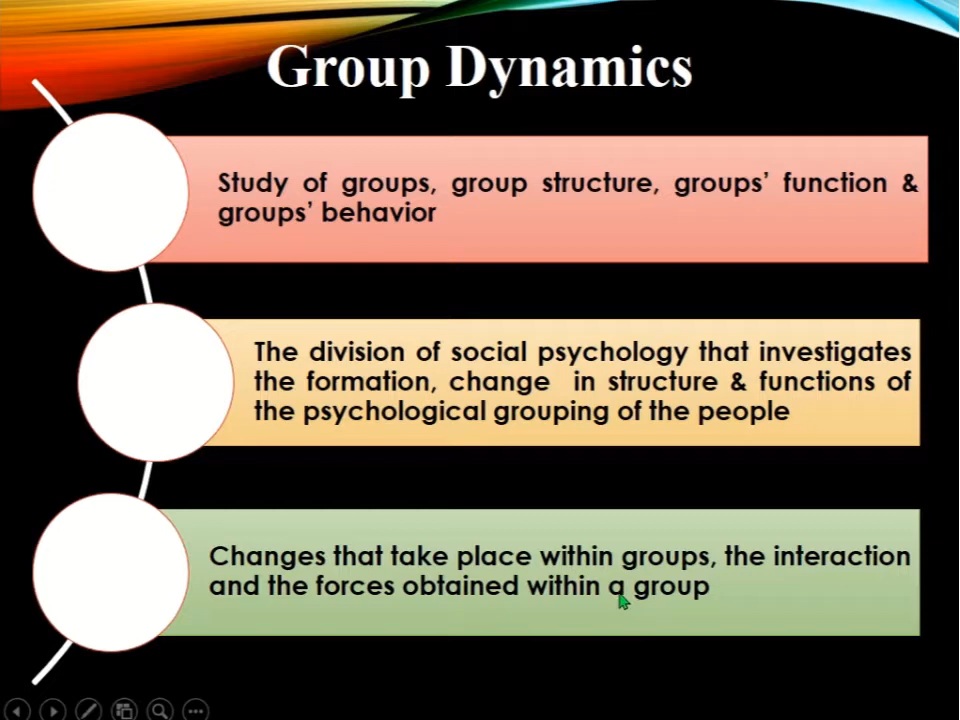 Group Dynamics
Study of groups, group structure, groups’ function &
groups’ behavior
The division of social psychology that investigates
the formation, change in structure & functions of
the psychological grouping of the people
Changes that take place within groups, the interaction
and the forces obtained within a group